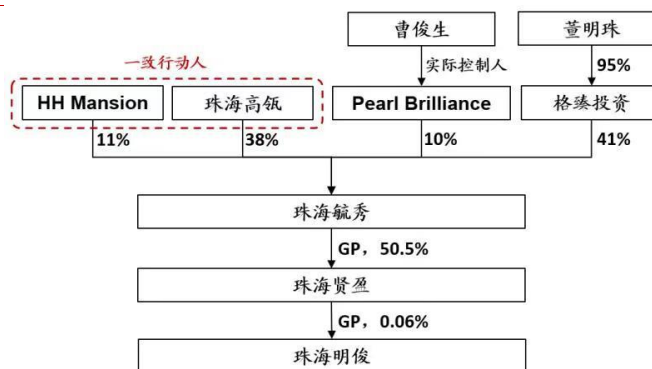 曹俊生
董明珠
一致行动人
实际控制人
95%
HH Mansion
珠海高瓴
Pearl Brilliance
格臻投资
11%
38%
10%
41%
珠海毓秀
GP，50.5%
珠海贤盈
GP，0.06%
珠海明俊